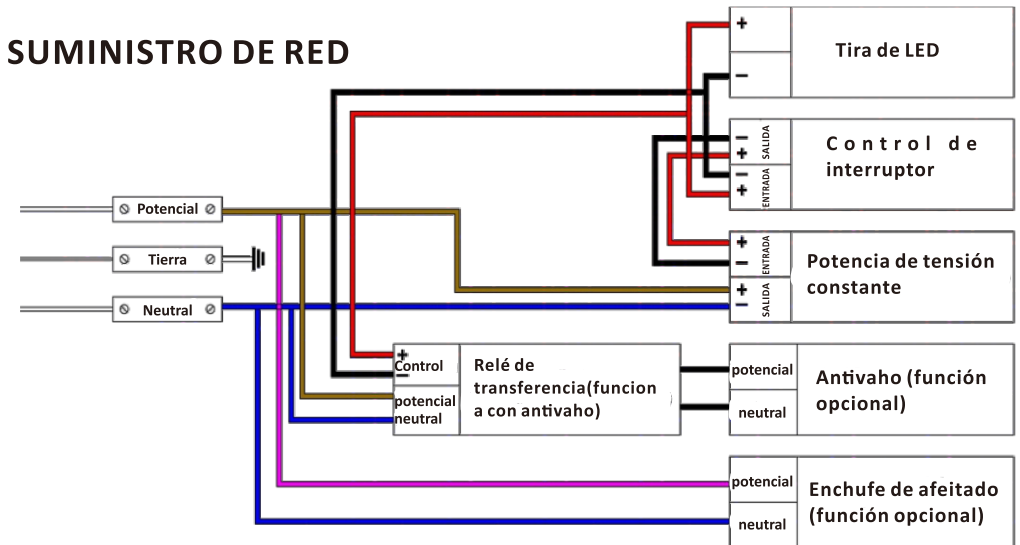 SUMINISTRO DE RED
+
−
Tira de LED
−
+
SALIDA
−
+
ENTRADA
Control de
interruptor
+
−
ENTRADA
+
−
SALIDA
Potencia de tensión
constante
Potencial
Tierra
Neutral
+
Control
−
potencial
neutral
Relé de
transferencia(funcion
a con antivaho)
potencial
neutral
Antivaho (función
opcional)
potencial
neutral
Enchufe de afeitado
(función opcional)